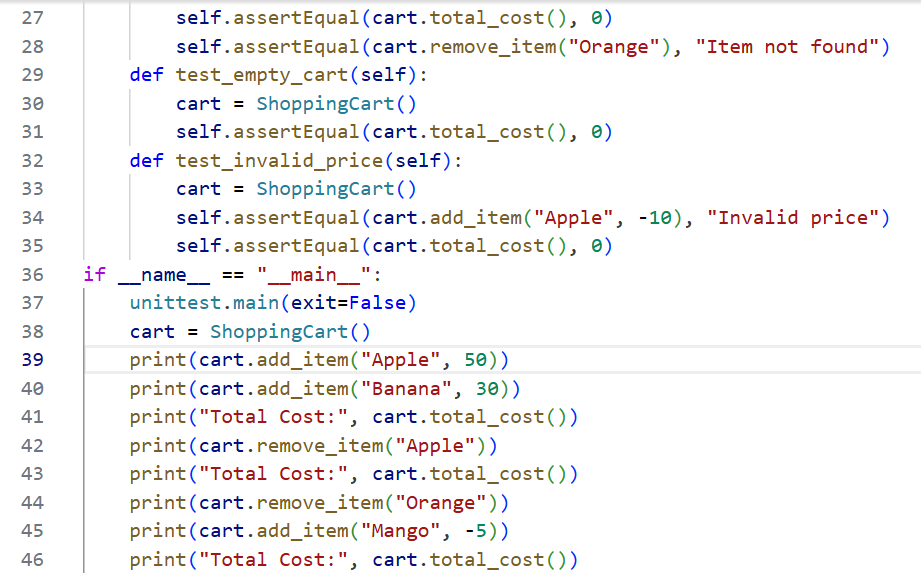 27 self.assertEqual(cart.total_cost(), 0)
28 self.assertEqual(cart.remove_item("Orange"), "Item not found")
29 def test_empty_cart(self):
30 cart = ShoppingCart()
31 self.assertEqual(cart.total_cost(), 0)
32 def test_invalid_price(self):
33 cart = ShoppingCart()
34 self.assertEqual(cart.add_item("Apple", -10), "Invalid price")
35 self.assertEqual(cart.total_cost(), 0)
36 if __name__ == "__main__":
37 unittest.main(exit=False)
38 cart = ShoppingCart()
39 print(cart.add_item("Apple", 50))
40 print(cart.add_item("Banana", 30))
41 print("Total Cost:", cart.total_cost())
42 print(cart.remove_item("Apple"))
43 print("Total Cost:", cart.total_cost())
44 print(cart.remove_item("Orange"))
45 print(cart.add_item("Mango", -5))
46 print("Total Cost:", cart.total_cost())